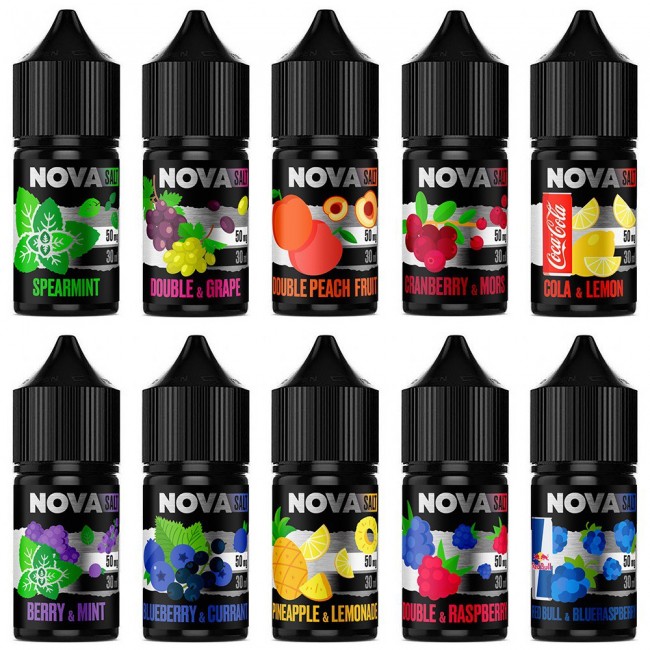 NOVA SALT
50 mg
30 ml
SPEARMINT
NOVA SALT
50 mg
30 ml
DOUBLE & GRAPE
NOVA SALT
50 mg
30 ml
DOUBLE PEACH FRUIT
NOVA SALT
50 mg
30 ml
CRANBERRY & MORS
NOVA SALT
Coca-Cola
50 mg
30 ml
COLA & LEMON
NOVA SALT
50 mg
30 ml
BERRY & MINT
NOVA SALT
50 mg
30 ml
BLUEBERRY & CURRANT
NOVA SALT
50 mg
30 ml
PINEAPPLE & LEMONADE
NOVA SALT
50 mg
30 ml
DOUBLE & RASPBERRY
NOVA SALT
RedBull
50 mg
30 ml
RED BULL & BLUERASPBERRY